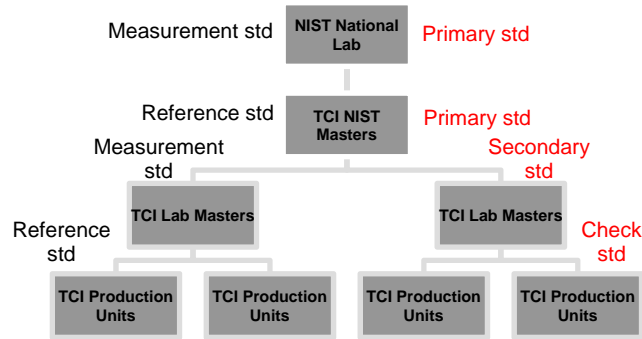 Measurement std
NIST National
Lab
Primary std
Reference std
TCI NIST
Masters
Primary std
Measurement
std
Secondary
std
TCI Lab Masters
TCI Lab Masters
Reference
std
Check
std
TCI Production
Units
TCI Production
Units
TCI Production
Units
TCI Production
Units